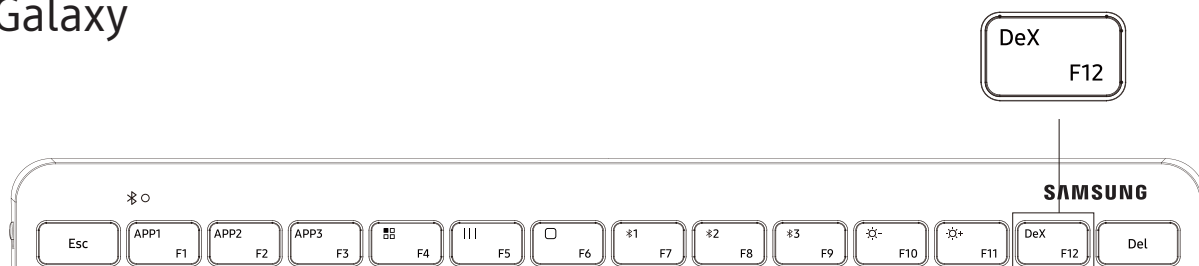 Galaxy
DeX
F12
SAMSUNG
Esc
APP1
F1
APP2
F2
APP3
F3
F4
F5
F6
1
F7
2
F8
3
F9
-
F10
+
F11
DeX
F12
Del